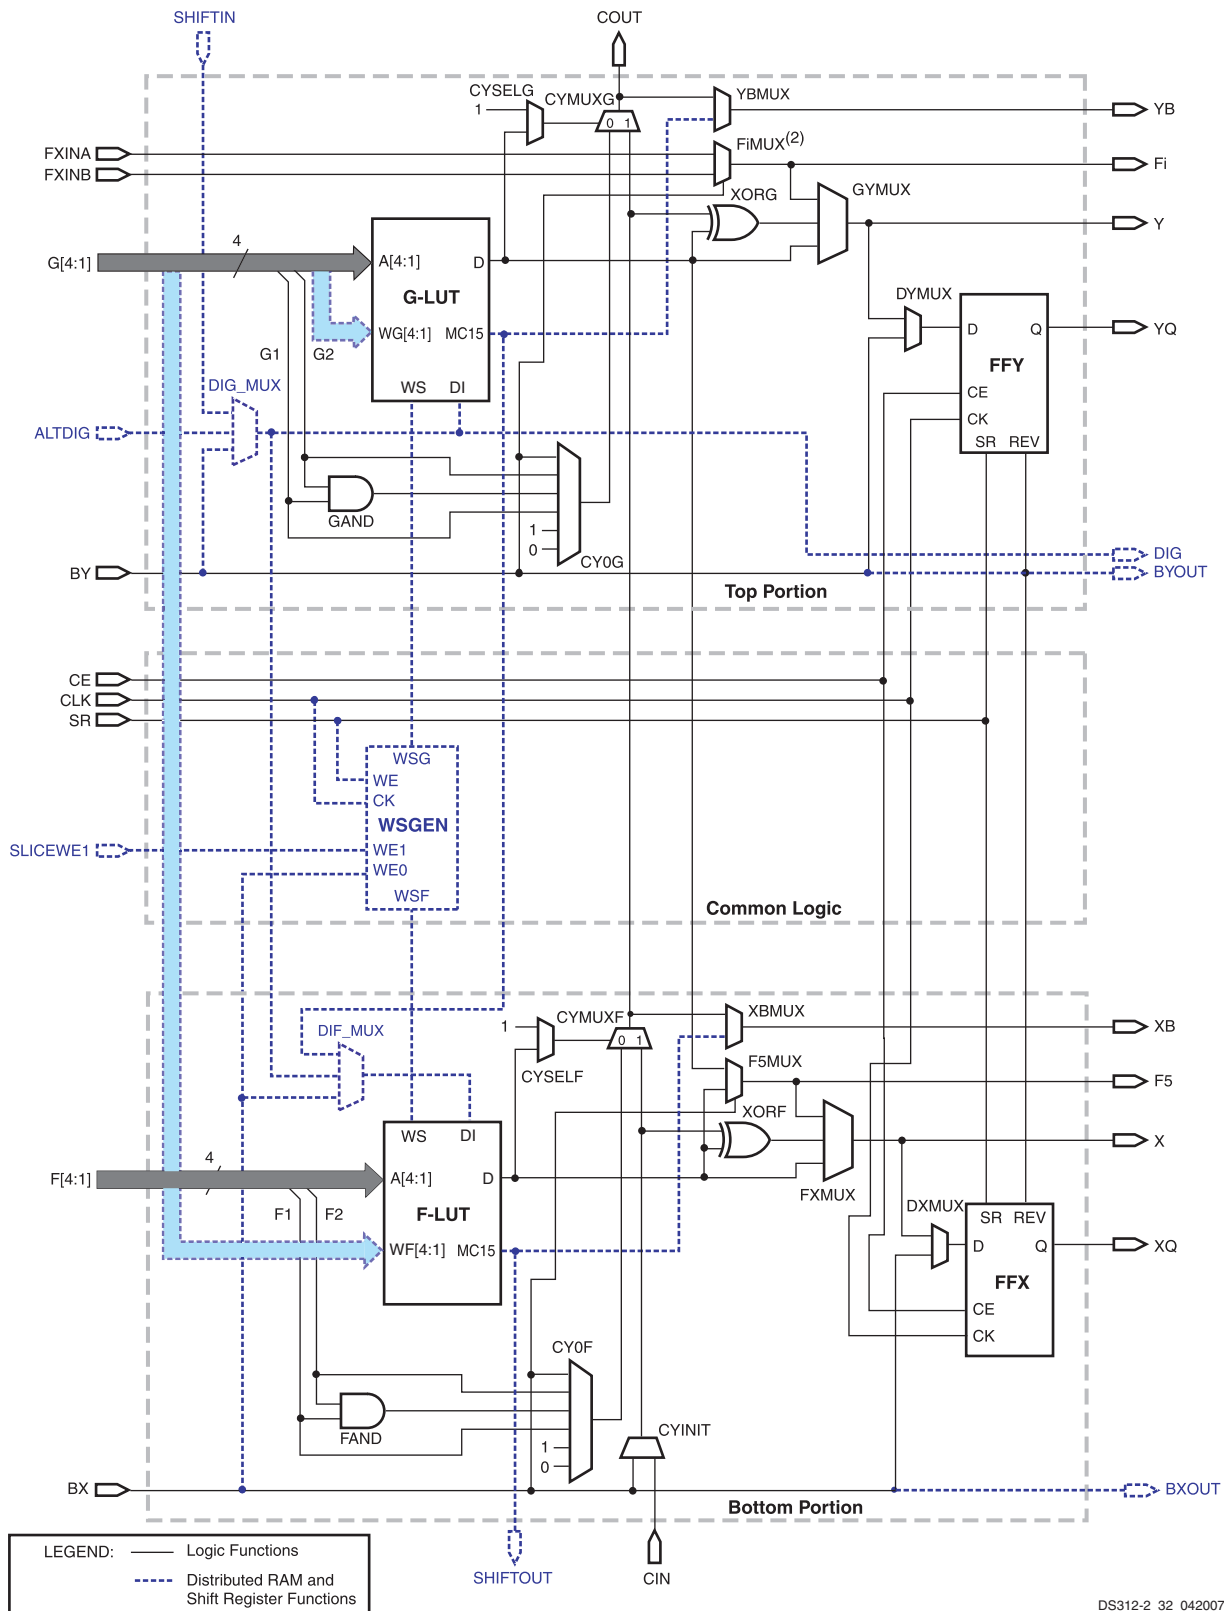 SHIFTIN
COUT
CYSELG
CYMUXG
YBMUX
1
0 1
YB
FXINA
FiMUX(2)
Fi
FXINB
XORG
GYMUX
Y
4
G[4:1]
A[4:1]
D
G-LUT
DYMUX
WG[4:1]
MC15
D
Q
YQ
G1
G2
FFY
WS
DI
DIG_MUX
CE
CK
ALTDIG
SR
REV
GAND
1
0
CY0G
DIG
BY
BYOUT
Top Portion
CE
CLK
SR
WSG
WE
CK
WSGEN
SLICEWE1
WE1
WE0
WSF
Common Logic
XBMUX
1
CYMUXF
XB
DIF_MUX
0 1
F5MUX
CYSELF
F5
XORF
WS
DI
X
4
F[4:1]
A[4:1]
D
FXMUX
F1
F2
F-LUT
DXMUX
SR
REV
WF[4:1]
MC15
D
Q
XQ
FFX
CE
CK
CY0F
FAND
CYINIT
1
0
BX
BXOUT
Bottom Portion
LEGEND:
Logic Functions
Distributed RAM and
Shift Register Functions
SHIFTOUT
CIN
DS312-2_32_042007